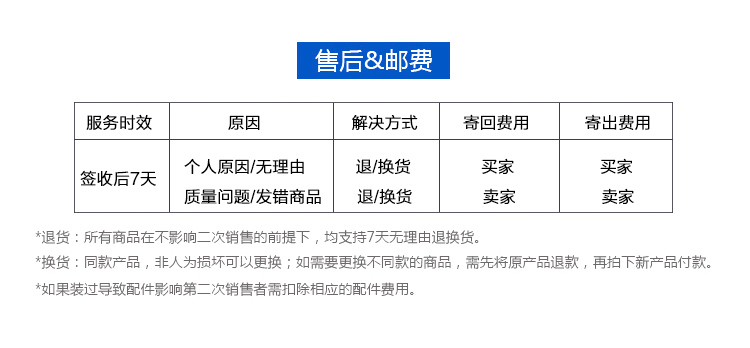 售后&邮费
服务时效 原因 解决方式 寄回费用 寄出费用
签收后7天 个人原因/无理由 退/换货 买家 买家
质量问题/发错商品 退/换货 卖家 卖家
*退货：所有商品在不影响二次销售的前提下，均支持7天无理由退换货。
*换货：同款产品，非人为损坏可以更换；如需要更换不同款的商品，需先将原产品退款，再拍下新产品付款。
*如果装过导致配件影响第二次销售者需扣除相应的配件费用。